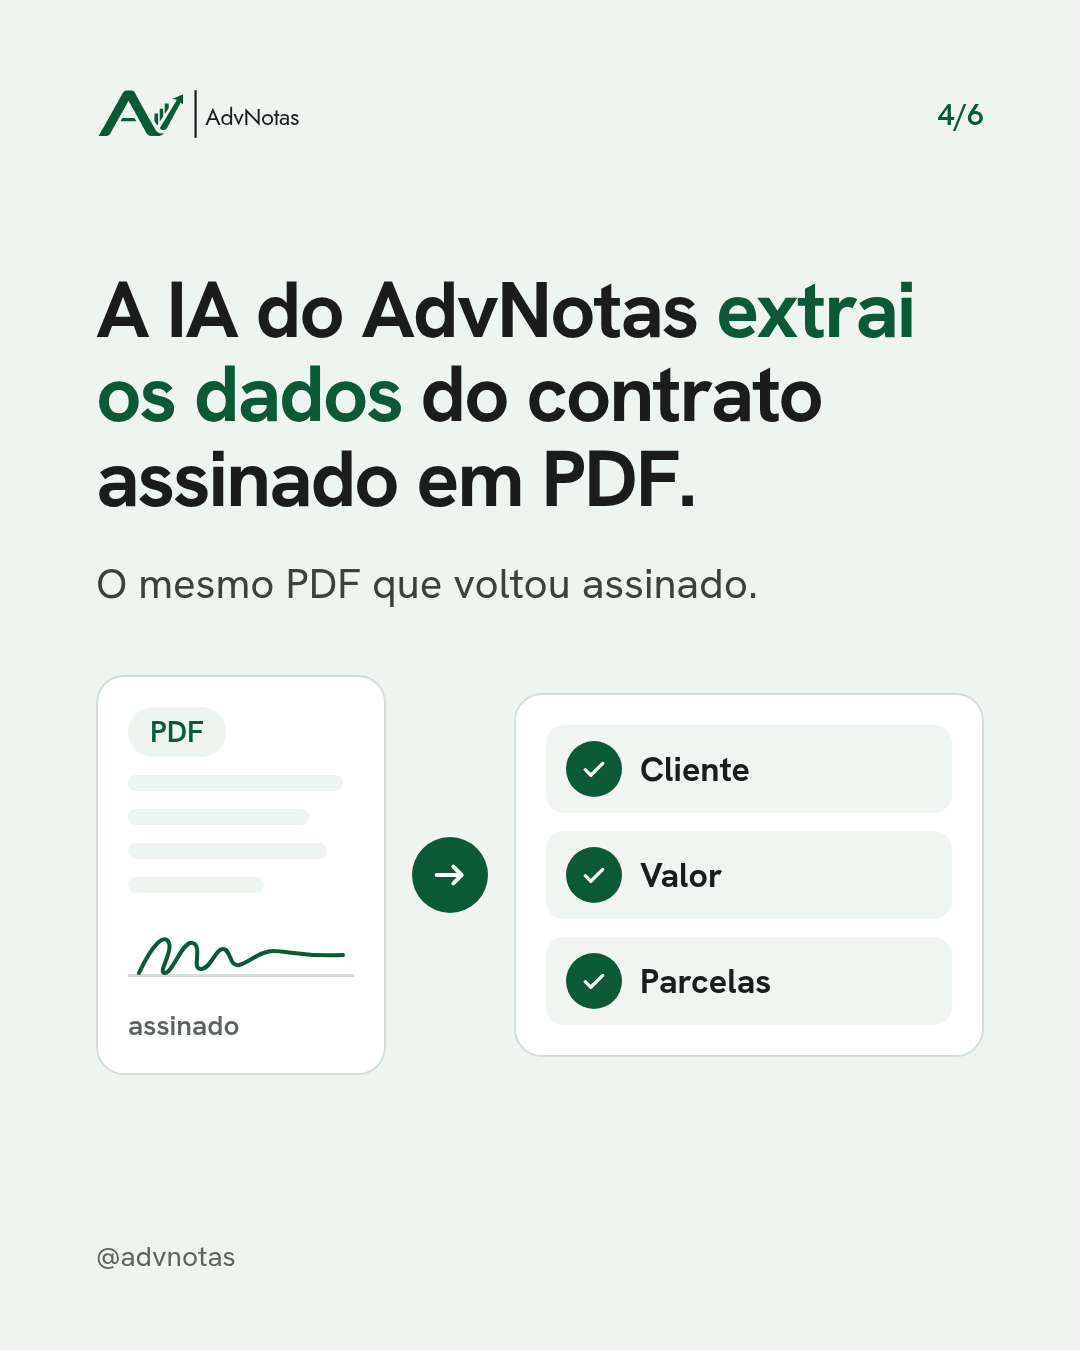 AdvNotas
4/6
A IA do AdvNotas extrai
os dados do contrato
assinado em PDF.
O mesmo PDF que voltou assinado.
PDF
assinado
Cliente
Valor
Parcelas
@advnotas